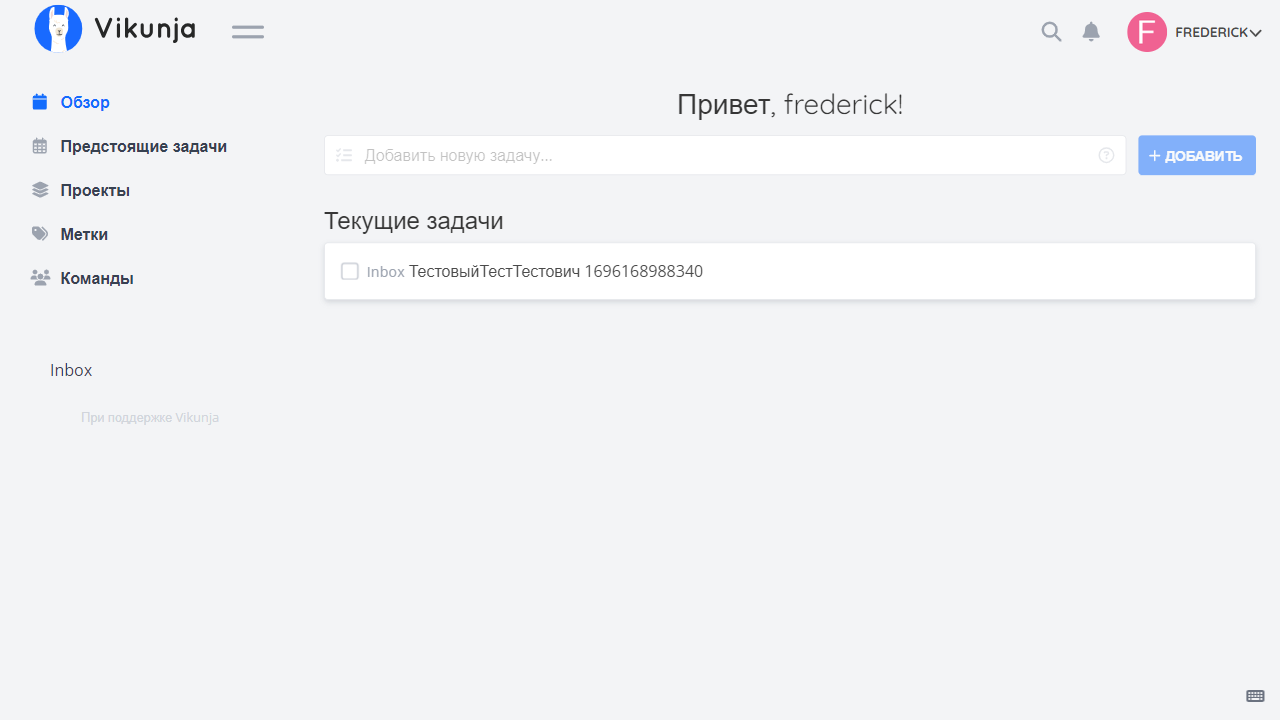 Vikunja
F FREDERICK
Обзор
Предстоящие задачи
Проекты
Метки
Команды
Inbox
При поддержке Vikunja
Привет, frederick!
Добавить новую задачу...
+ ДОБАВИТЬ
Текущие задачи
Inbox ТестовыйТестТестович 1696168988340